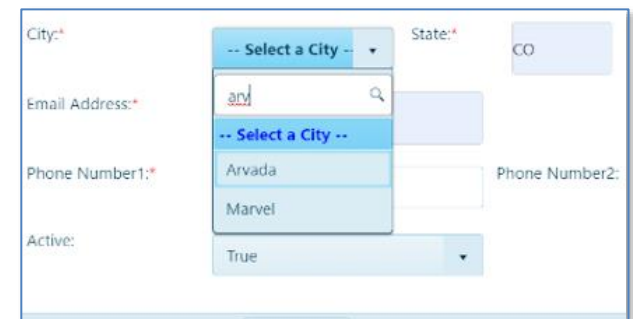 City:* -- Select a City -- State:* CO
arv
Email Address:*
-- Select a City --
Phone Number1:* Arvada Phone Number2:
Marvel
Active: True